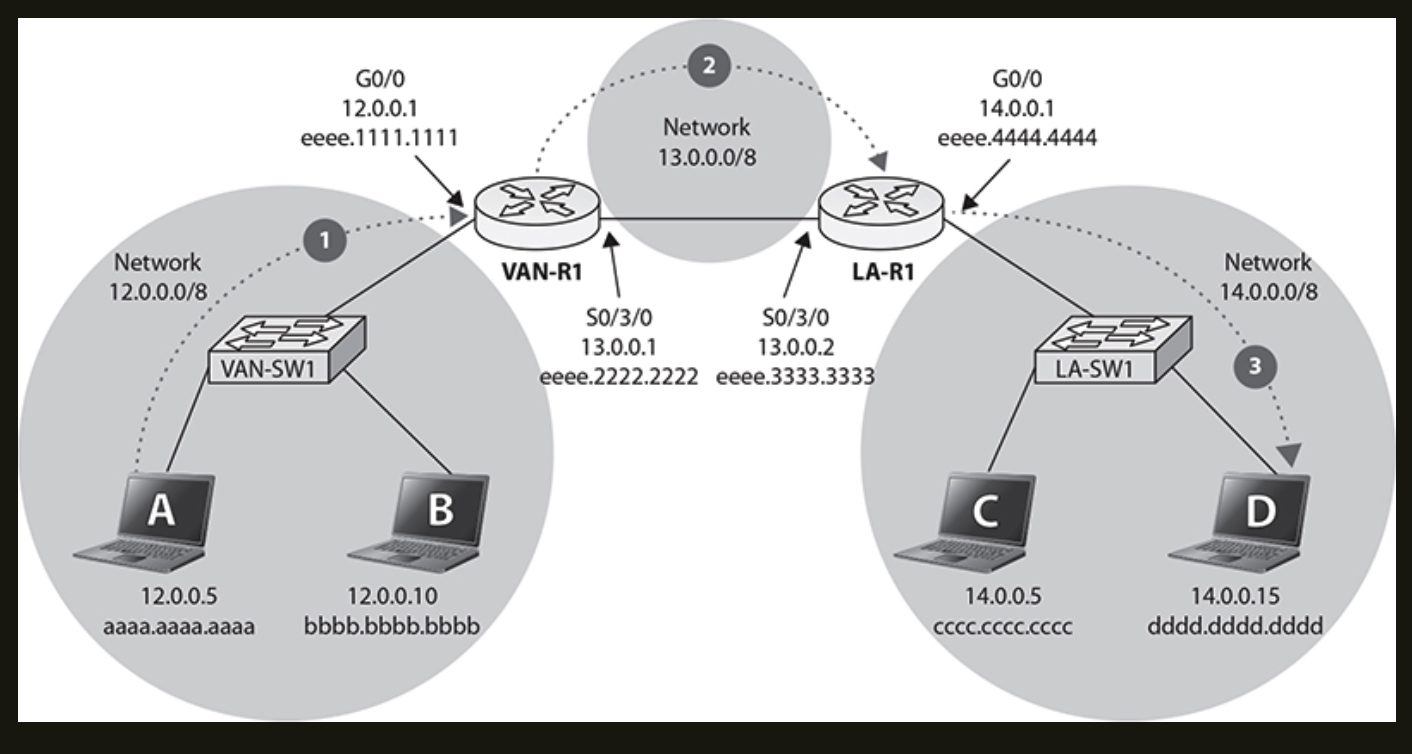 G0/0
12.0.0.1
eeee.1111.1111
2
Network
13.0.0.0/8
G0/0
14.0.0.1
eeee.4444.4444
1
Network
12.0.0.0/8
VAN-R1
LA-R1
Network
14.0.0.0/8
S0/3/0
13.0.0.1
eeee.2222.2222
S0/3/0
13.0.0.2
eeee.3333.3333
VAN-SW1
LA-SW1
3
A
B
C
D
12.0.0.5
aaaa.aaaa.aaaa
12.0.0.10
bbbb.bbbb.bbbb
14.0.0.5
cccc.cccc.cccc
14.0.0.15
dddd.dddd.dddd